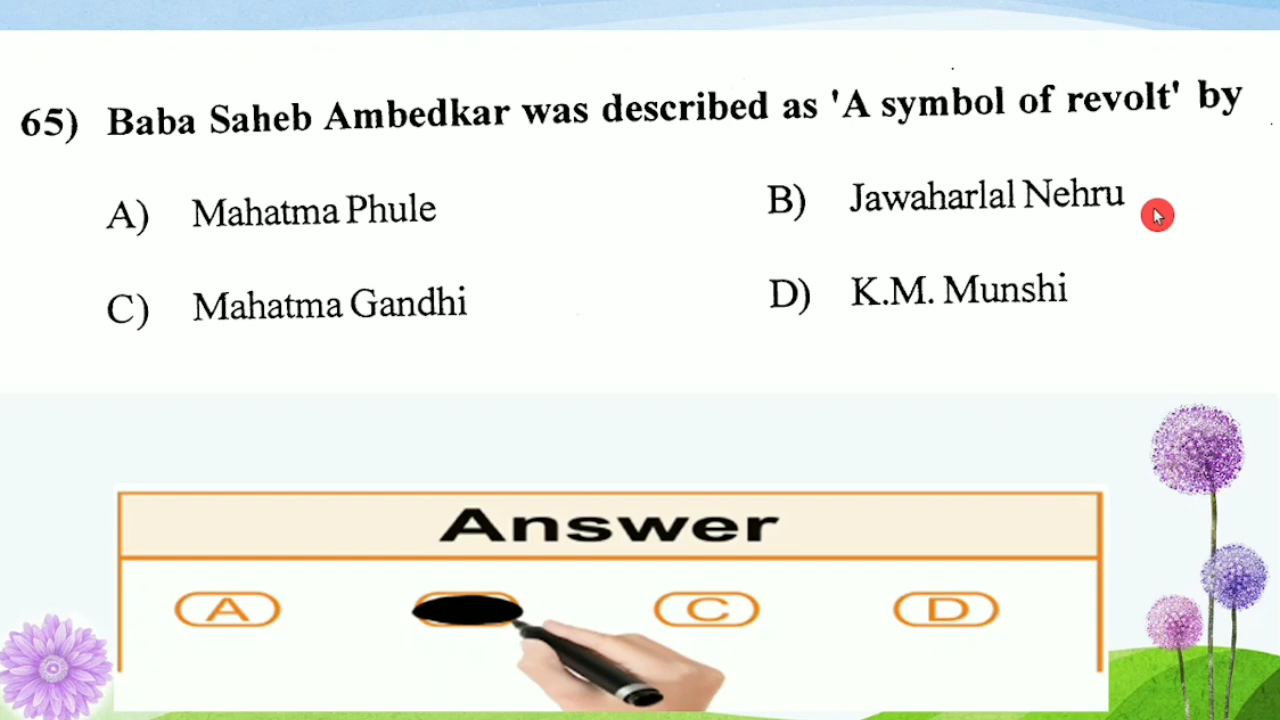 65) Baba Saheb Ambedkar was described as 'A symbol of revolt' by
A) Mahatma Phule B) Jawaharlal Nehru
C) Mahatma Gandhi D) K.M. Munshi
Answer
A C D